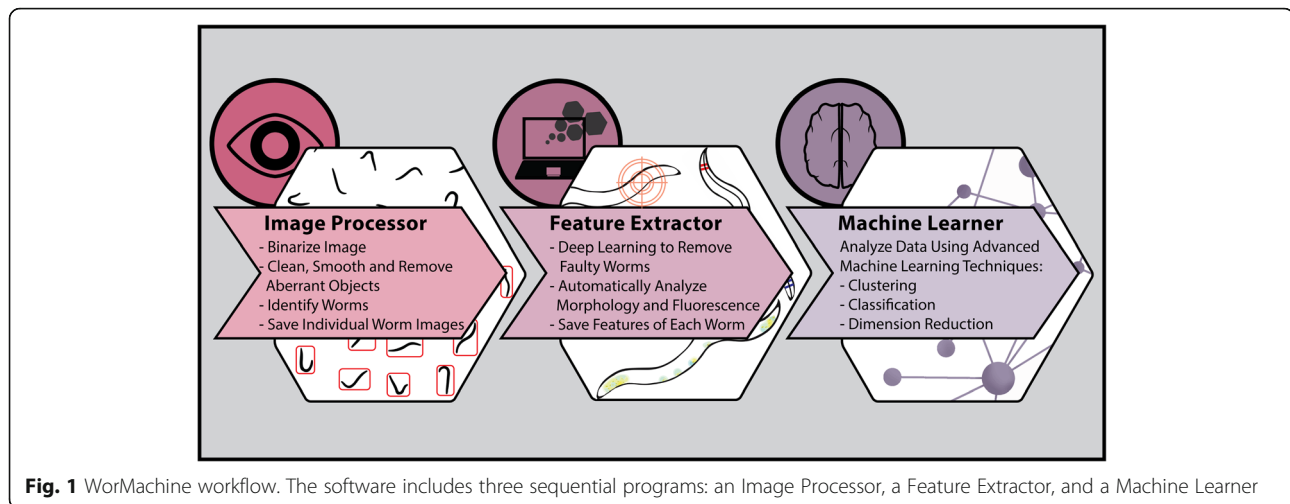 Image Processor
- Binarize Image
- Clean, Smooth and Remove
Aberrant Objects
- Identify Worms
- Save Individual Worm Images
Feature Extractor
- Deep Learning to Remove
Faulty Worms
- Automatically Analyze
Morphology and Fluorescence
- Save Features of Each Worm
Machine Learner
Analyze Data Using Advanced
Machine Learning Techniques:
- Clustering
- Classification
- Dimension Reduction
Fig. 1 WorMachine workflow. The software includes three sequential programs: an Image Processor, a Feature Extractor, and a Machine Learner